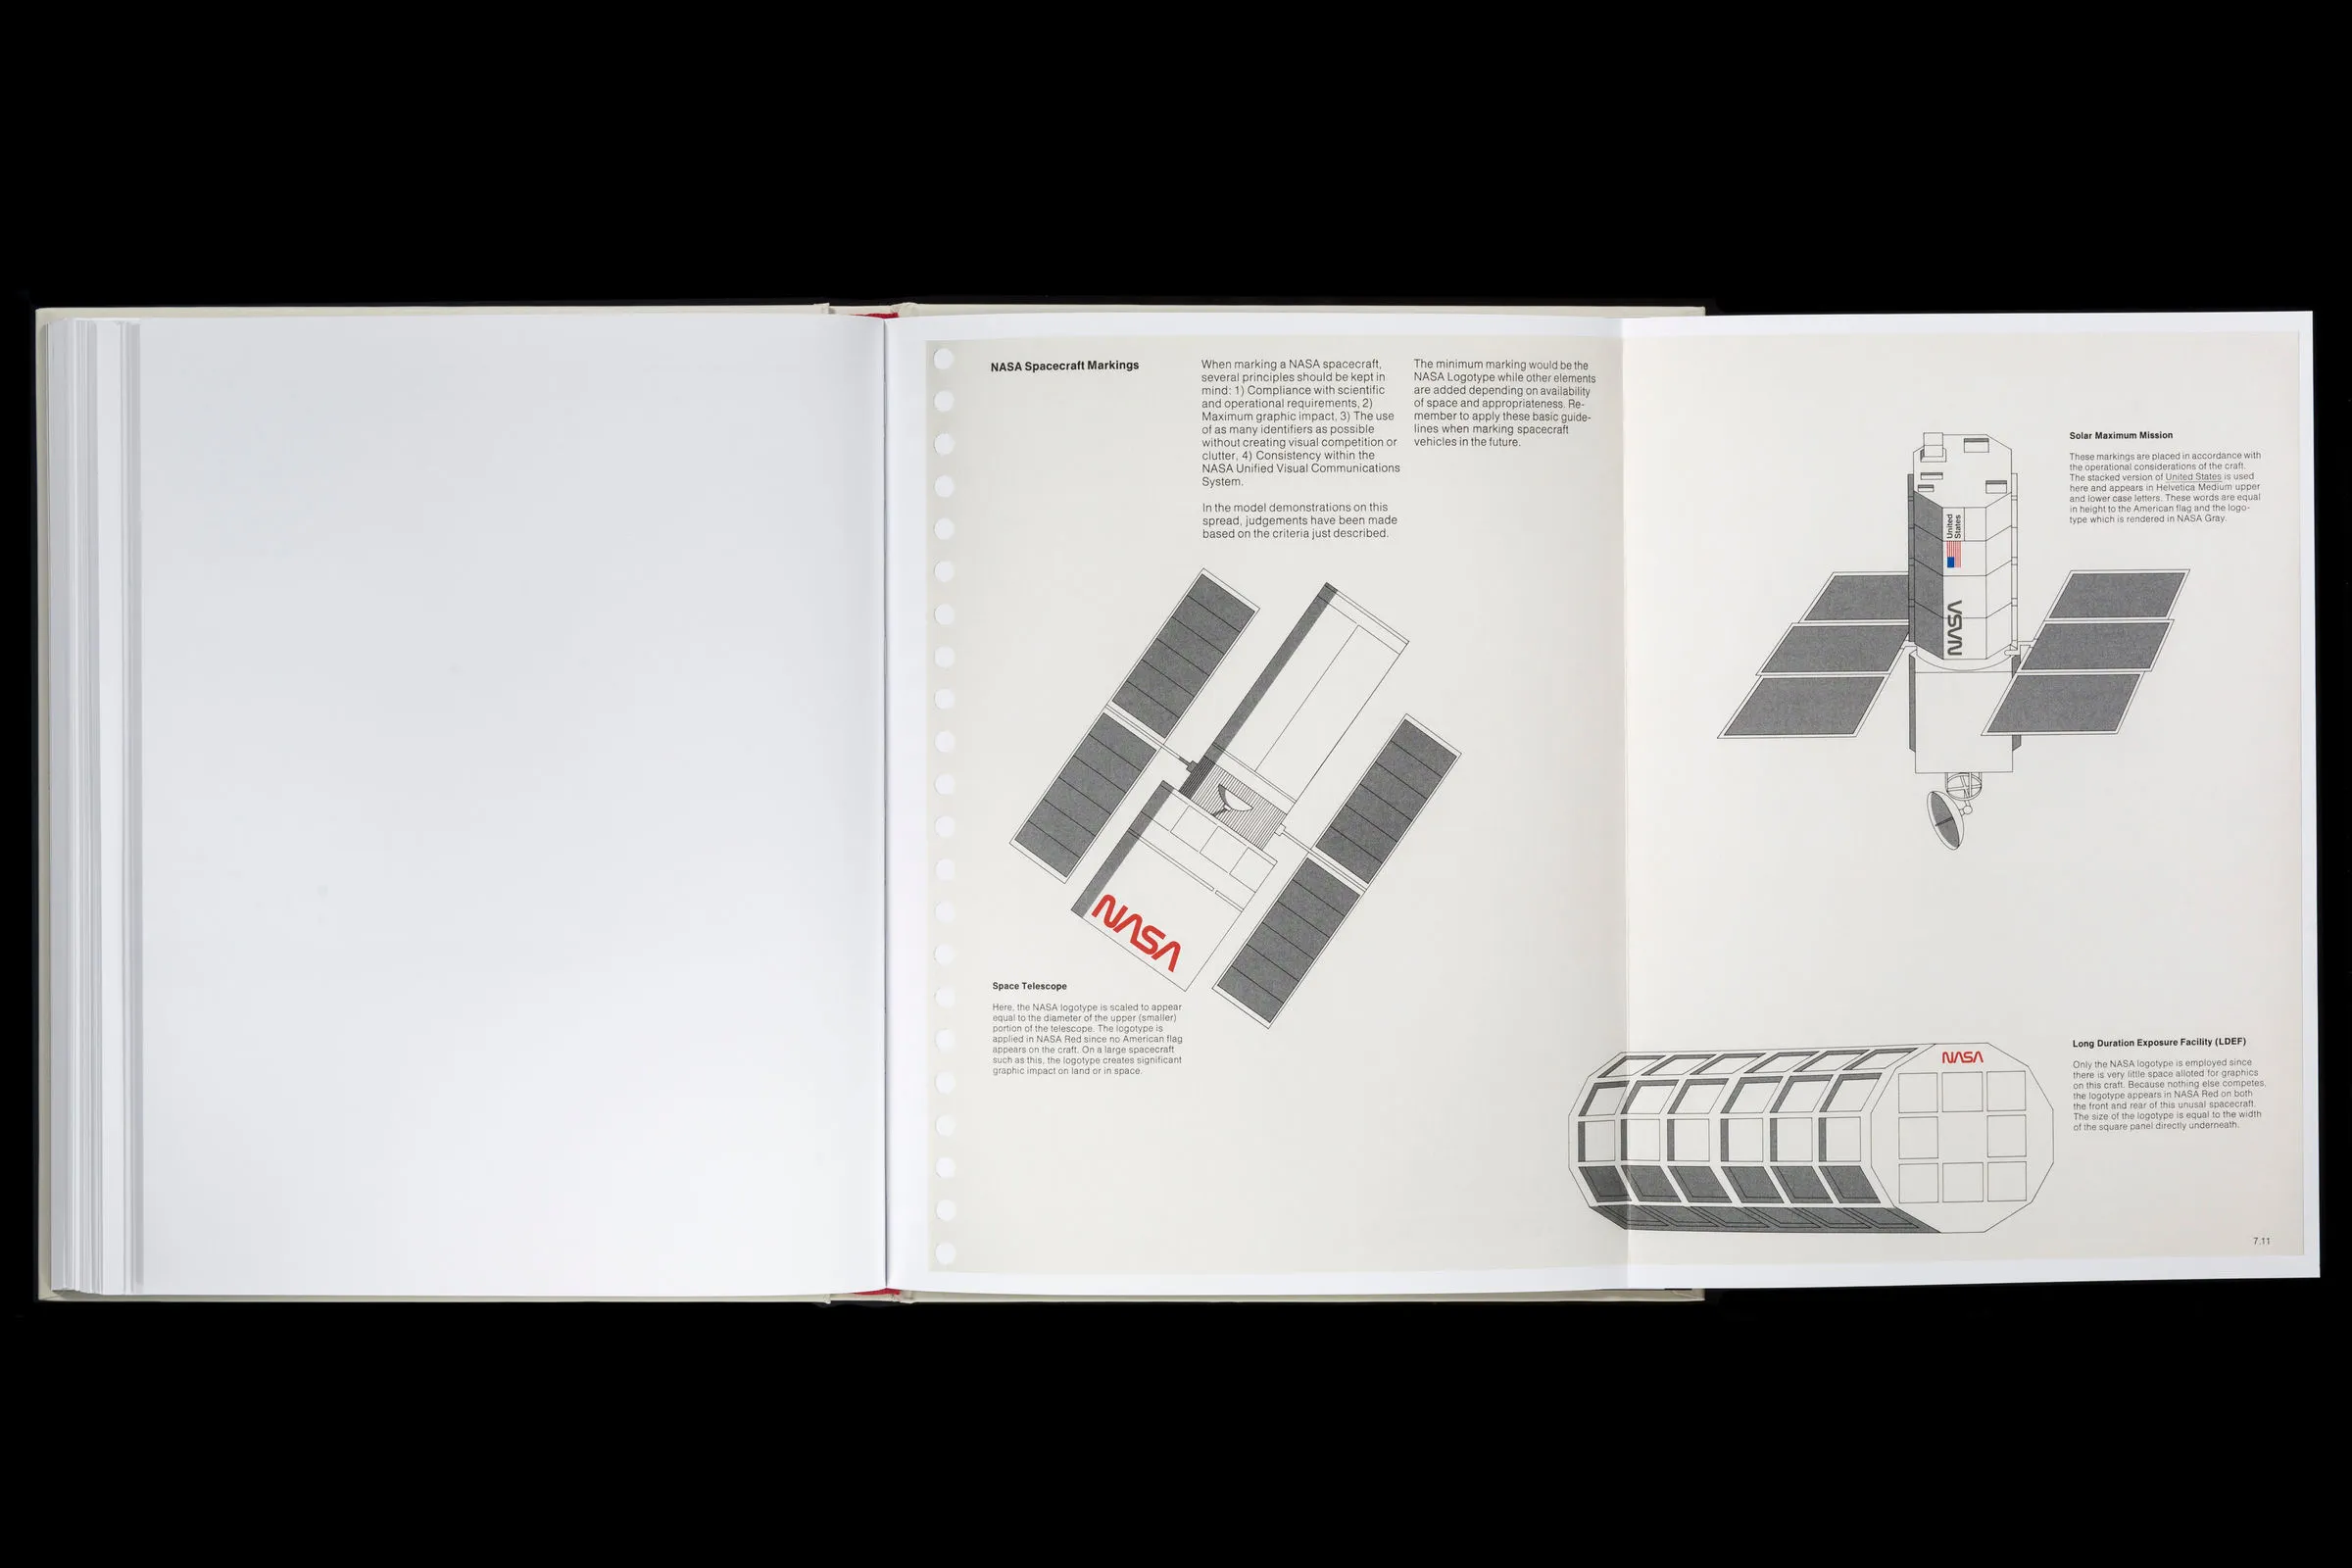 NASA Spacecraft Markings
When marking a NASA spacecraft,
several principles should be kept in
mind: 1) Compliance with scientific
and operational requirements, 2)
Maximum graphic impact, 3) The use
of as many identifiers as possible
without creating visual competition or
clutter, 4) Consistency within the
NASA Unified Visual Communications
System.
In the model demonstrations on this
spread, judgements have been made
based on the criteria just described.
The minimum marking would be the
NASA Logotype while other elements
are added depending on availability
of space and appropriateness. Re-
member to apply these basic guide-
lines when marking spacecraft
vehicles in the future.
NASA
Space Telescope
Here, the NASA logotype is scaled to appear
equal to the diameter of the upper (smaller)
portion of the telescope. The logotype is
applied in NASA Red since no American flag
appears on the craft. On a large spacecraft
such as this, the logotype creates significant
graphic impact on land or in space.
United
States
NASA
Solar Maximum Mission
These markings are placed in accordance with
the operational considerations of the craft.
The stacked version of United States is used
here and appears in Helvetica Medium upper
and lower case letters. These words are equal
in height to the American flag and the logo-
type which is rendered in NASA Gray.
NASA
Long Duration Exposure Facility (LDEF)
Only the NASA logotype is employed since
there is very little space alloted for graphics
on this craft. Because nothing else competes,
the logotype appears in NASA Red on both
the front and rear of this unusual spacecraft.
The size of the logotype is equal to the width
of the square panel directly underneath.
7.11